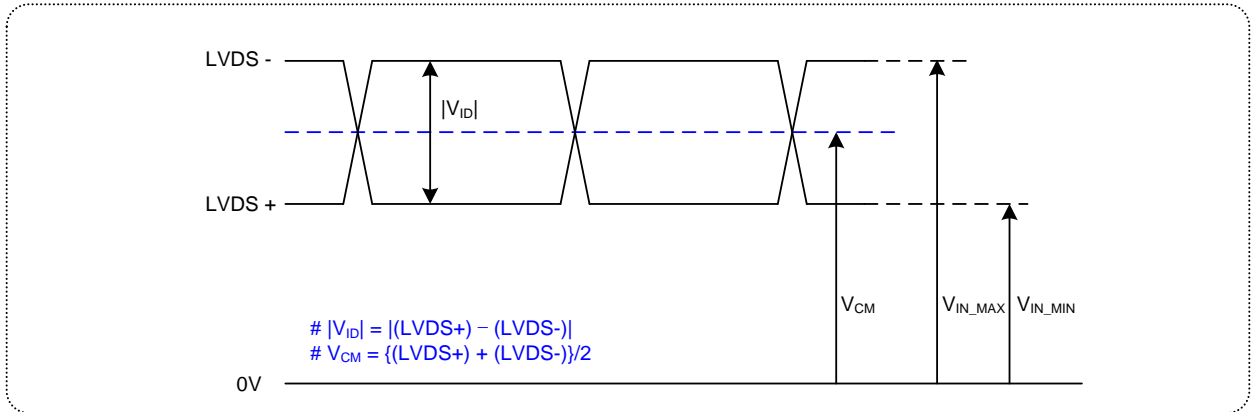 LVDS -
|VID|
LVDS +
VCM
VIN_MAX
VIN_MIN
# |VID| = |(LVDS+) – (LVDS-)|
# VCM = {(LVDS+) + (LVDS-)}/2
0V